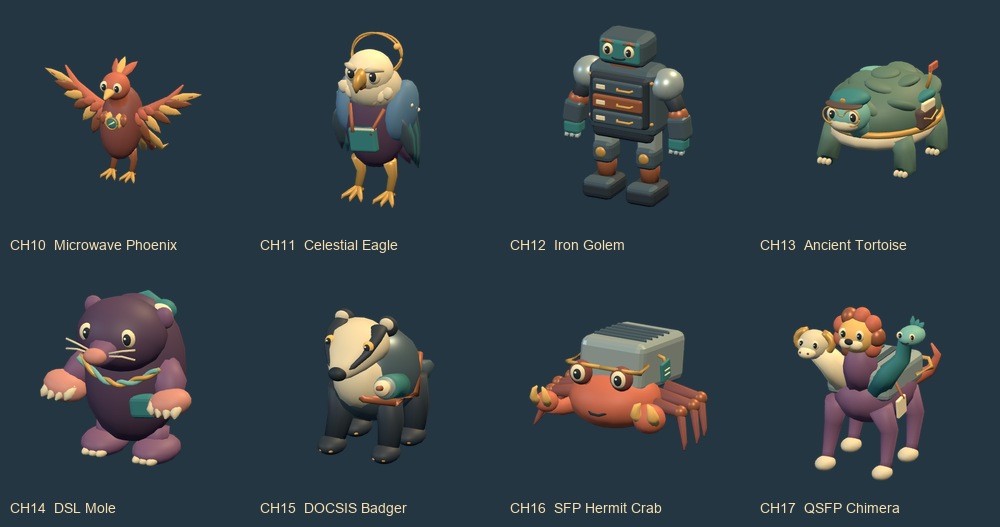 CH10 Microwave Phoenix
CH11 Celestial Eagle
CH12 Iron Golem
CH13 Ancient Tortoise
CH14 DSL Mole
CH15 DOCSIS Badger
CH16 SFP Hermit Crab
CH17 QSFP Chimera